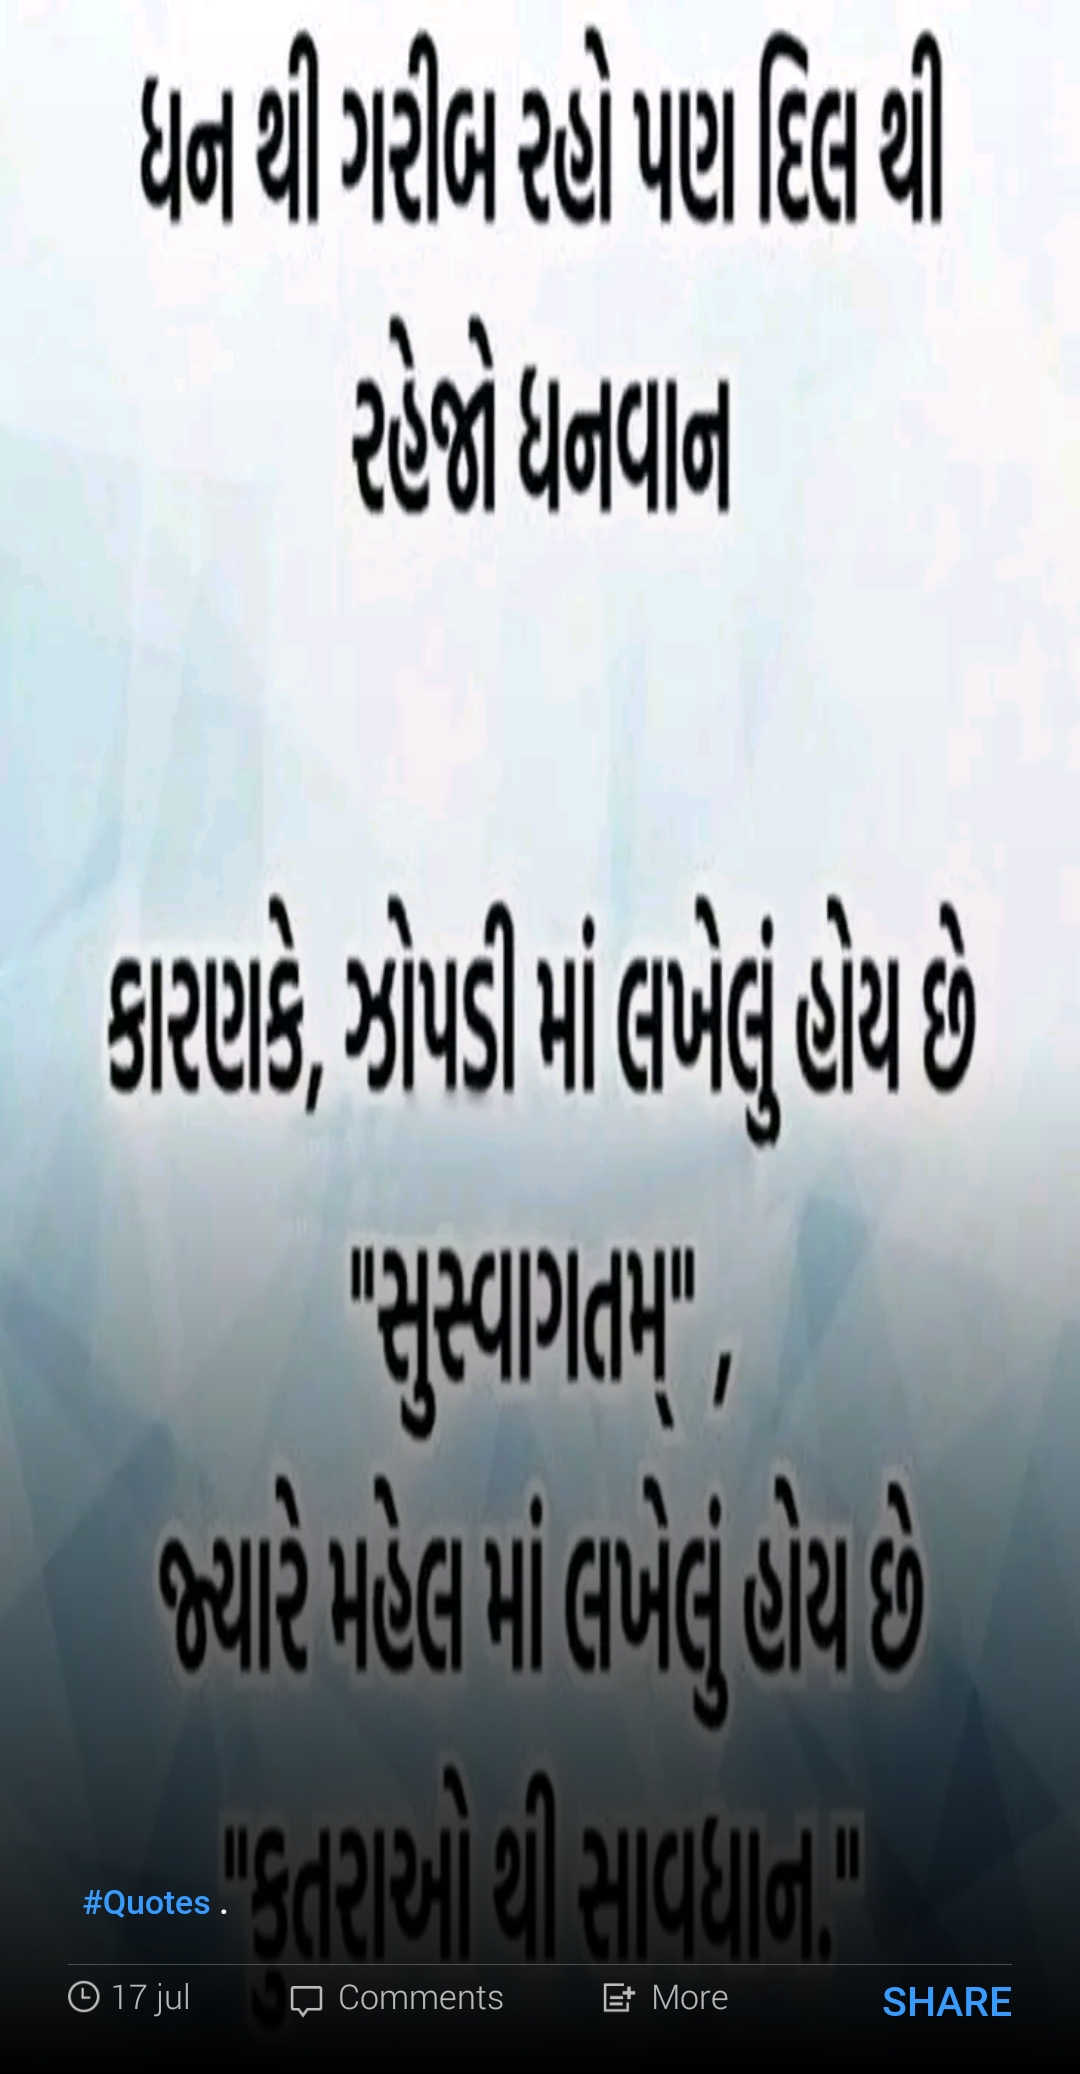 ધન થી ગરીબ રહો પણ દિલ થી
રહેજો ધનવાન
કારણકે, ઝોપડી માં લખેલું હોય છે
"સુસ્વાગતમ્" ,
જ્યારે મહેલ માં લખેલું હોય છે
"કુતરાઓ થી સાવધાન."
#Quotes .
17 jul
Comments
More
SHARE